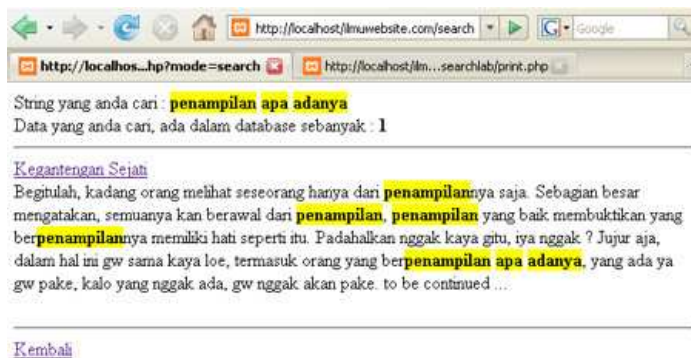 http://localhost/ilmuwebsite.com/search
Google
http://localhos...hp?mode=search
http://localhost/ilm...searchlab/print.php
String yang anda cari : penampilan apa adanya
Data yang anda cari, ada dalam database sebanyak : 1
Kegantengan Sejati
Begitulah, kadang orang melihat seseorang hanya dari penampilannya saja. Sebagian besar
mengatakan, semuanya kan berawal dari penampilan, penampilan yang baik membuktikan yang
berpenampilannya memiliki hati seperti itu. Padahalkan nggak kaya gitu, iya nggak ? Jujur aja,
dalam hal ini gw sama kaya loe, termasuk orang yang berpenampilan apa adanya, yang ada ya
gw pake, kalo yang nggak ada, gw nggak akan pake. to be continued ...
Kembali